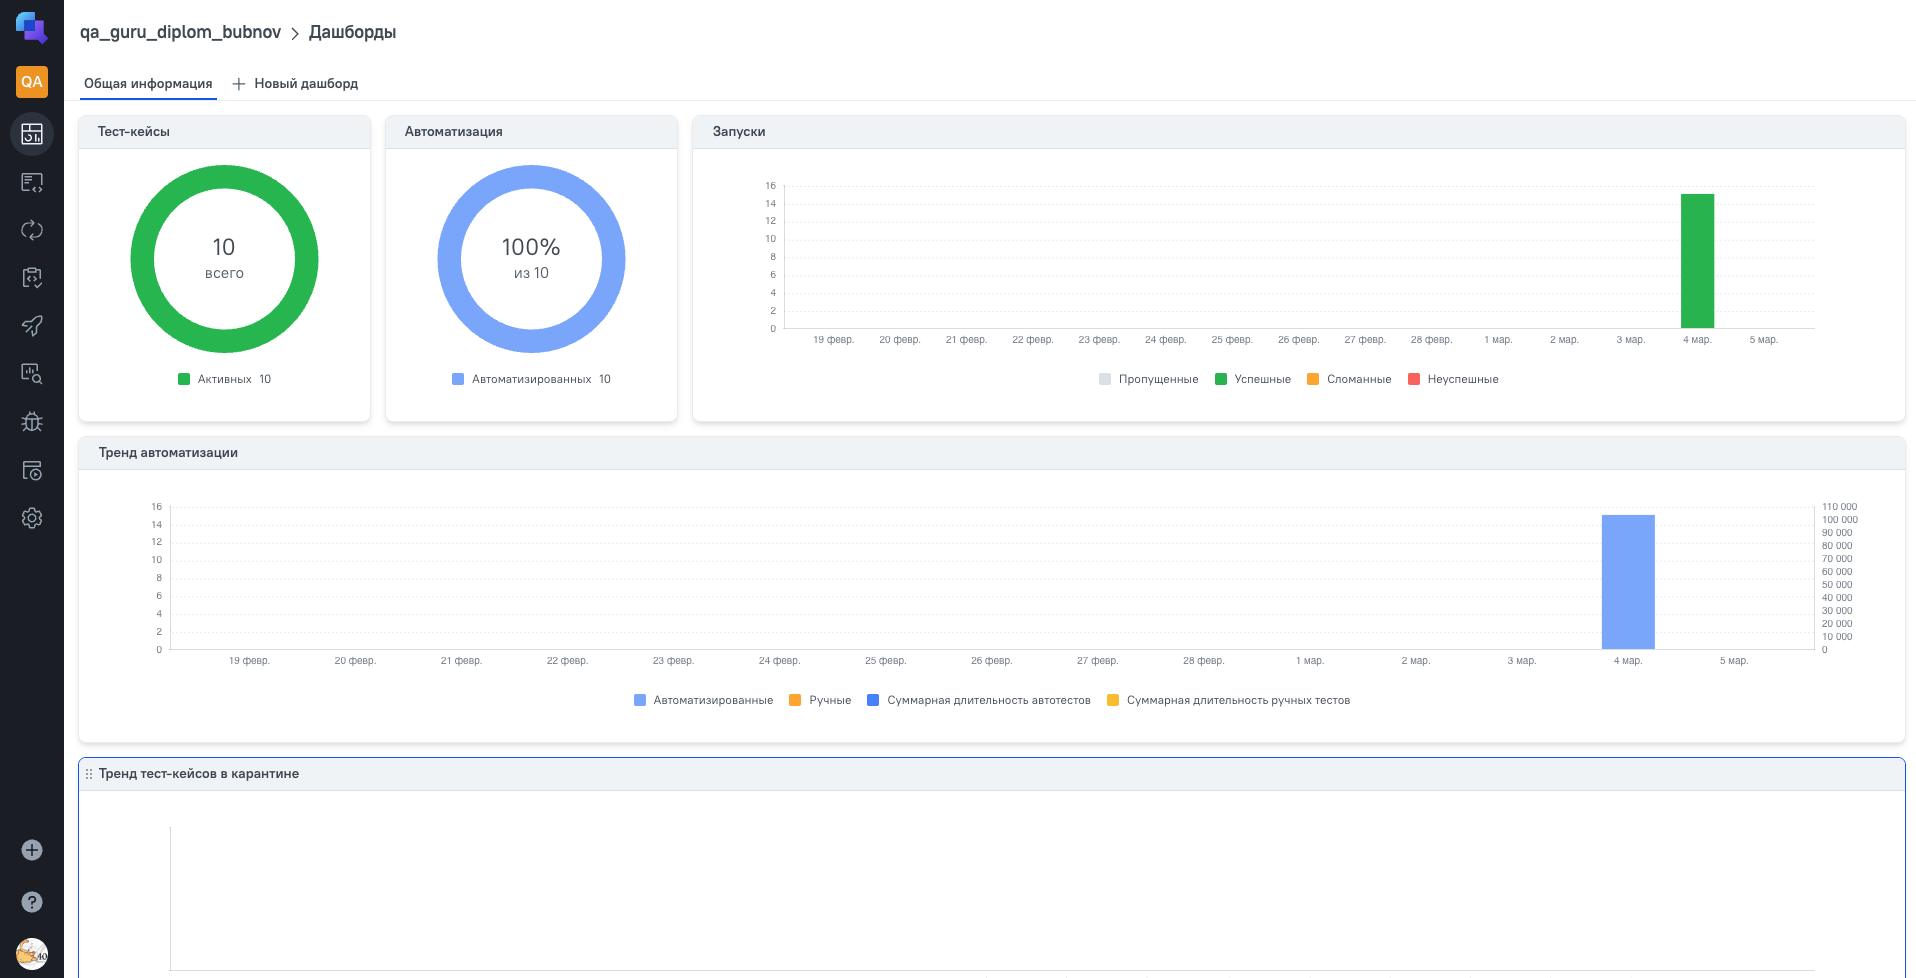 qa_guru_diplom_bubnov > Дашборды
QA
Общая информация + Новый дашборд
Тест-кейсы
10
всего
Активных 10
Автоматизация
100%
из 10
Автоматизированных 10
Запуски
16
14
12
10
8
6
4
2
0
19 февр. 20 февр. 21 февр. 22 февр. 23 февр. 24 февр. 25 февр. 26 февр. 27 февр. 28 февр. 1 мар. 2 мар. 3 мар. 4 мар. 5 мар.
Пропущенные Успешные Сломанные Неуспешные
Тренд автоматизации
16
14
12
10
8
6
4
2
0
110 000
100 000
90 000
80 000
70 000
60 000
50 000
40 000
30 000
20 000
10 000
0
19 февр. 20 февр. 21 февр. 22 февр. 23 февр. 24 февр. 25 февр. 26 февр. 27 февр. 28 февр. 1 мар. 2 мар. 3 мар. 4 мар. 5 мар.
Автоматизированные Ручные Суммарная длительность автотестов Суммарная длительность ручных тестов
Тренд тест-кейсов в карантине